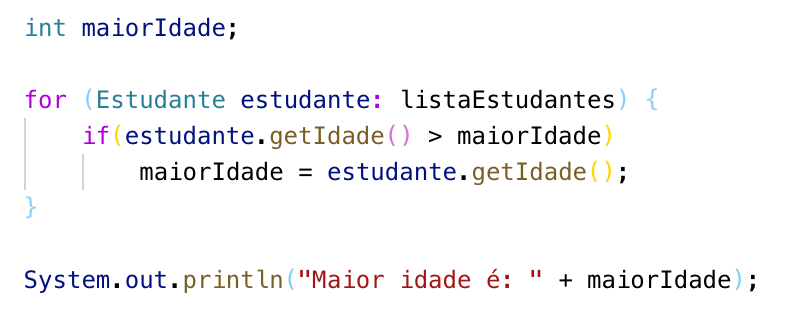 int maiorIdade;
for (Estudante estudante: listaEstudantes) {
if(estudante.getIdade() > maiorIdade)
maiorIdade = estudante.getIdade();
}
System.out.println("Maior idade é: " + maiorIdade);